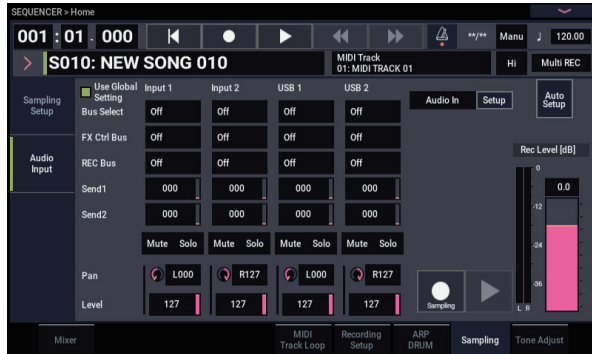 SEQUENCER > Home
001 : 01 . 000 **/** Manu ♩ 120.00
> S010: NEW SONG 010 MIDI Track
01: MIDI TRACK 01 Hi Multi REC
Sampling
Setup
Audio
Input
Use Global
Setting Input 1 Input 2 USB 1 USB 2
Audio In Setup Auto
Setup
Bus Select Off Off Off Off
FX Ctrl Bus Off Off Off Off
REC Bus Off Off Off Off
Send1 000 000 000 000
Send2 000 000 000 000
Mute Solo Mute Solo Mute Solo Mute Solo
Pan L000 R127 L000 R127
Level 127 127 127 127
Rec Level [dB]
0
0.0
-12
-24
-36
L R
Sampling
Mixer MIDI
Track Loop Recording
Setup ARP
DRUM Sampling Tone Adjust